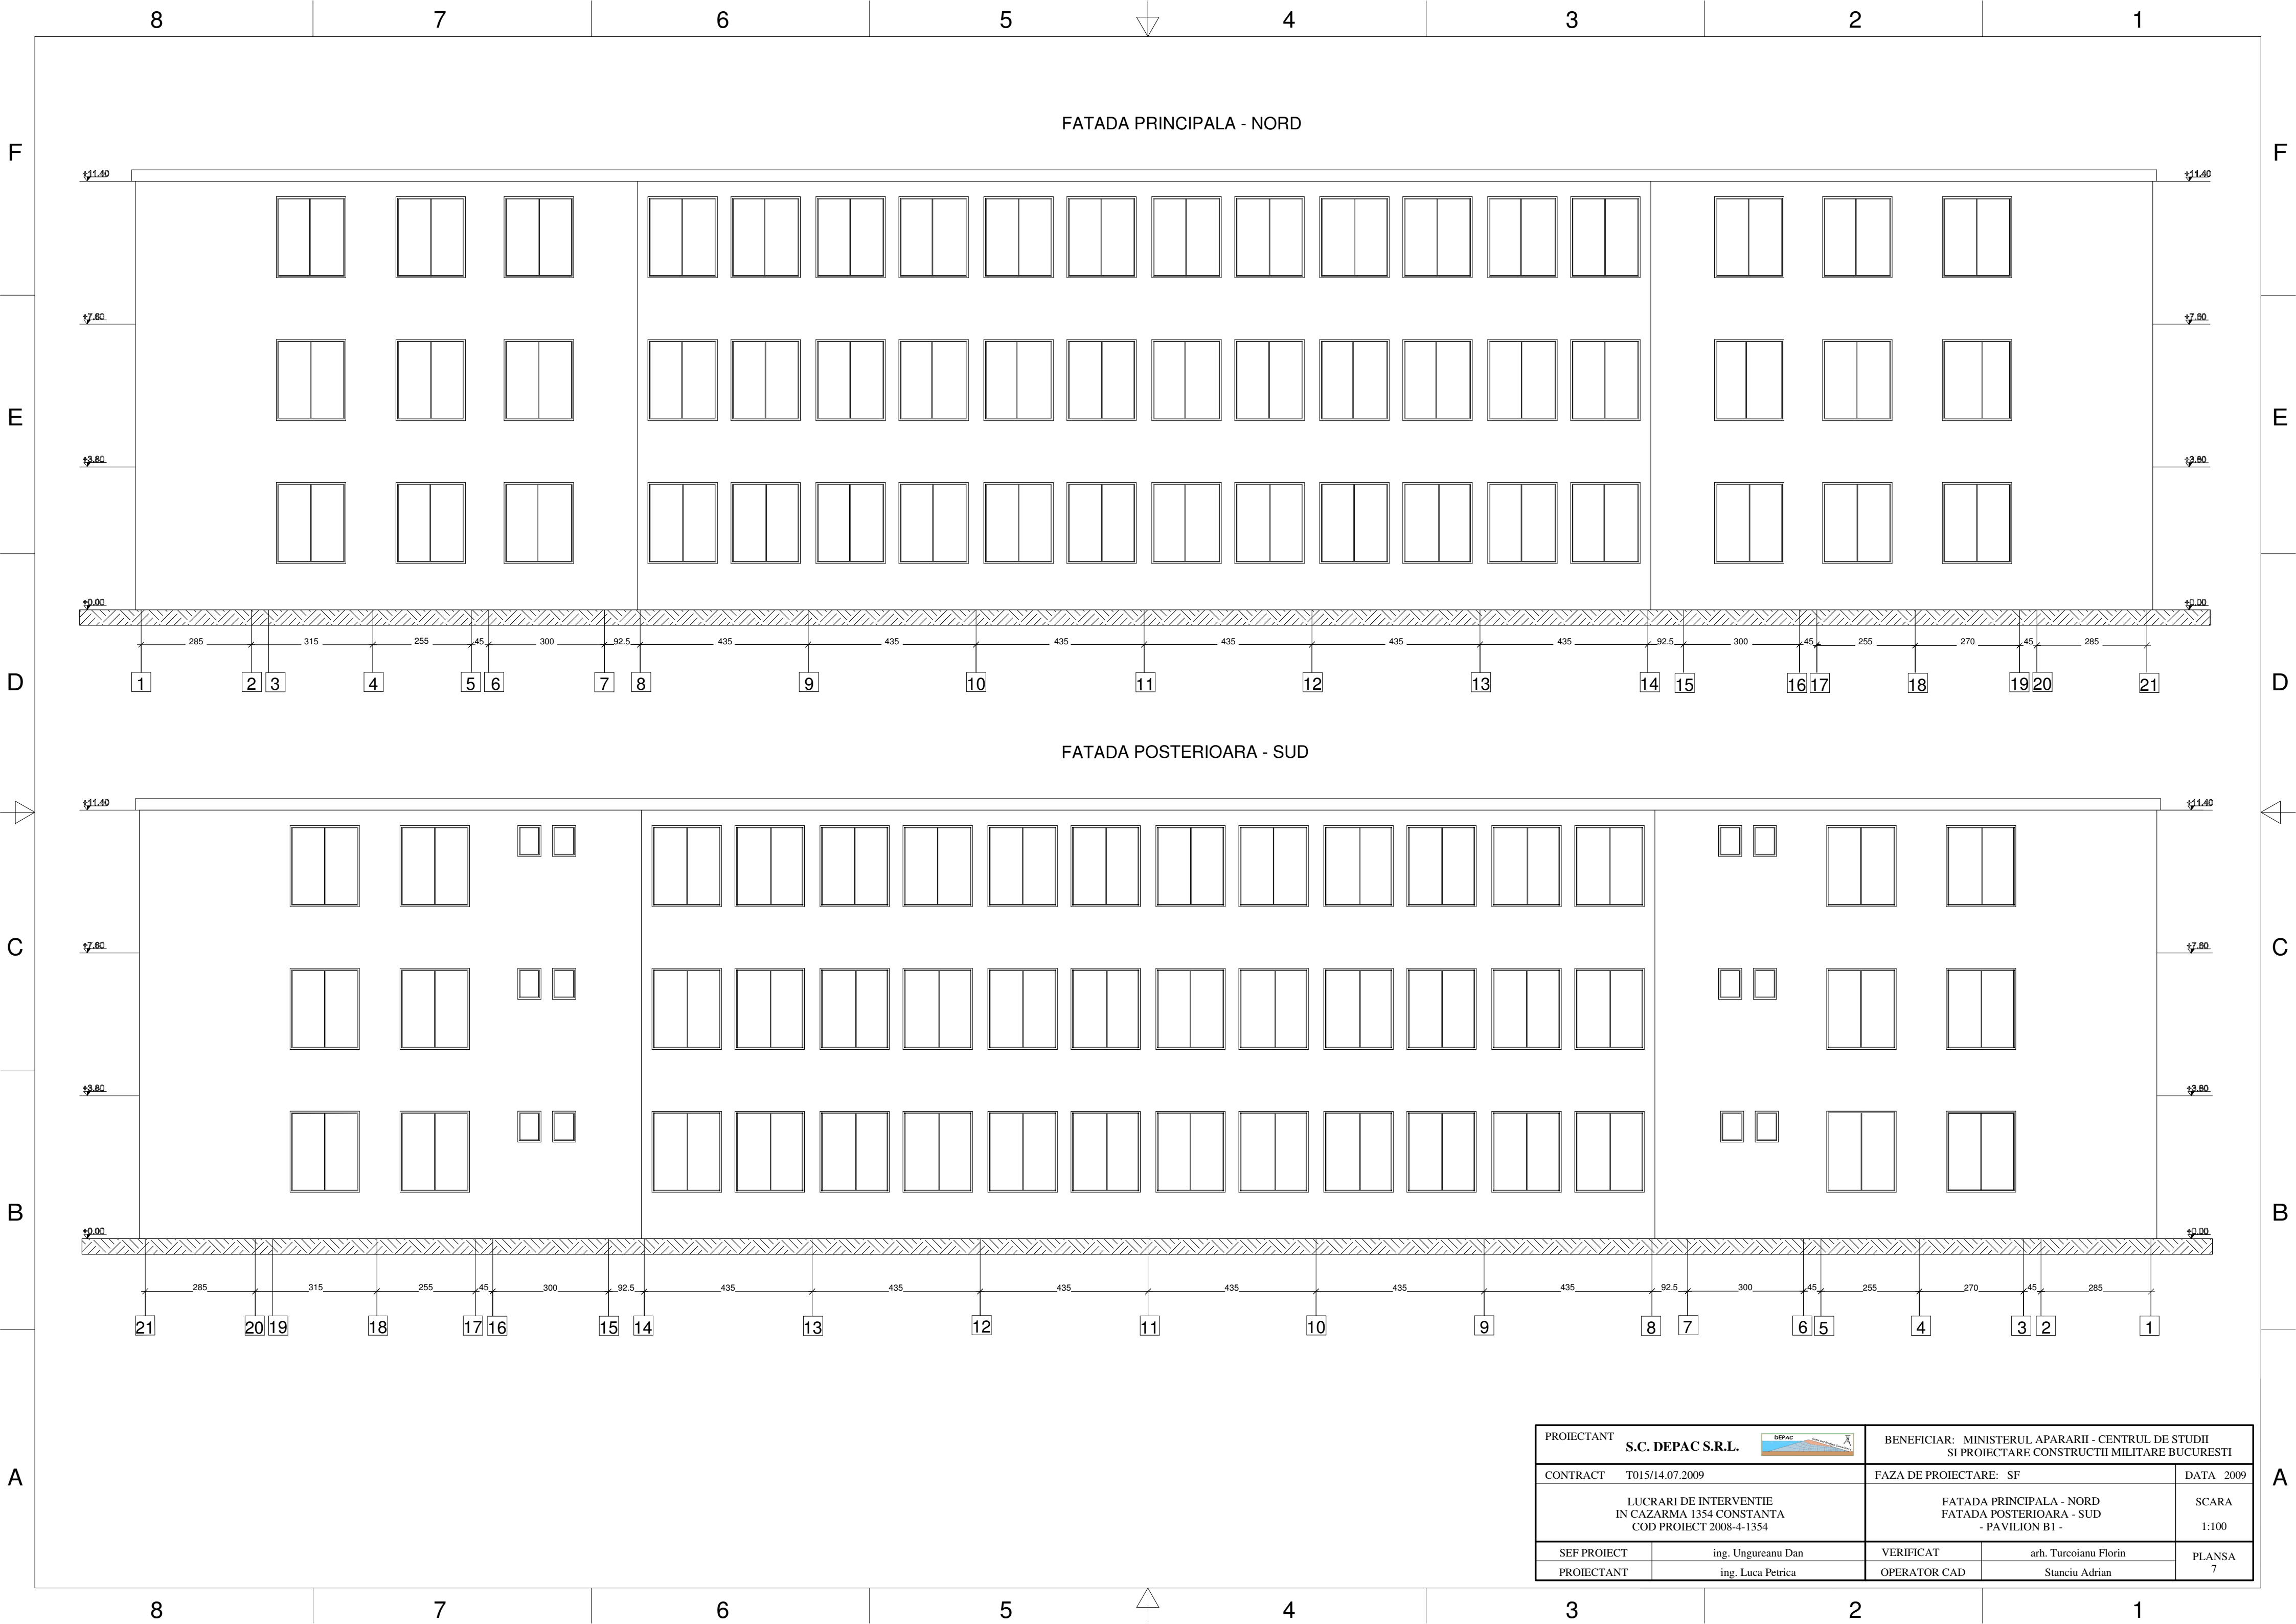 8 7 6 5 4 3 2 1
F F
FATADA PRINCIPALA - NORD
+11.40 +11.40
+7.60 +7.60
E E
+3.80 +3.80
+0.00 +0.00
285 315 255 45 300 92.5 435 435 435 435 435 435 92.5 300 45 255 270 45 285
D D
1 2 3 4 5 6 7 8 9 10 11 12 13 14 15 16 17 18 19 20 21
FATADA POSTERIOARA - SUD
+11.40 +11.40
C C
+7.60 +7.60
+3.80 +3.80
B B
+0.00 +0.00
285 315 255 45 300 92.5 435 435 435 435 435 435 92.5 300 45 255 270 45 285
21 20 19 18 17 16 15 14 13 12 11 10 9 8 7 6 5 4 3 2 1
A A
PROIECTANT S.C. DEPAC S.R.L. DEPAC
BENEFICIAR: MINISTERUL APARARII - CENTRUL DE STUDII
SI PROIECTARE CONSTRUCTII MILITARE BUCURESTI
CONTRACT T015/14.07.2009
FAZA DE PROIECTARE: SF
DATA 2009
LUCRARI DE INTERVENTIE
IN CAZARMA 1354 CONSTANTA
COD PROIECT 2008-4-1354
FATADA PRINCIPALA - NORD
FATADA POSTERIOARA - SUD
- PAVILION B1 -
SCARA
1:100
SEF PROIECT ing. Ungureanu Dan
VERIFICAT arh. Turcoianu Florin
PROIECTANT ing. Luca Petrica
OPERATOR CAD Stanciu Adrian
PLANSA
7
8 7 6 5 4 3 2 1